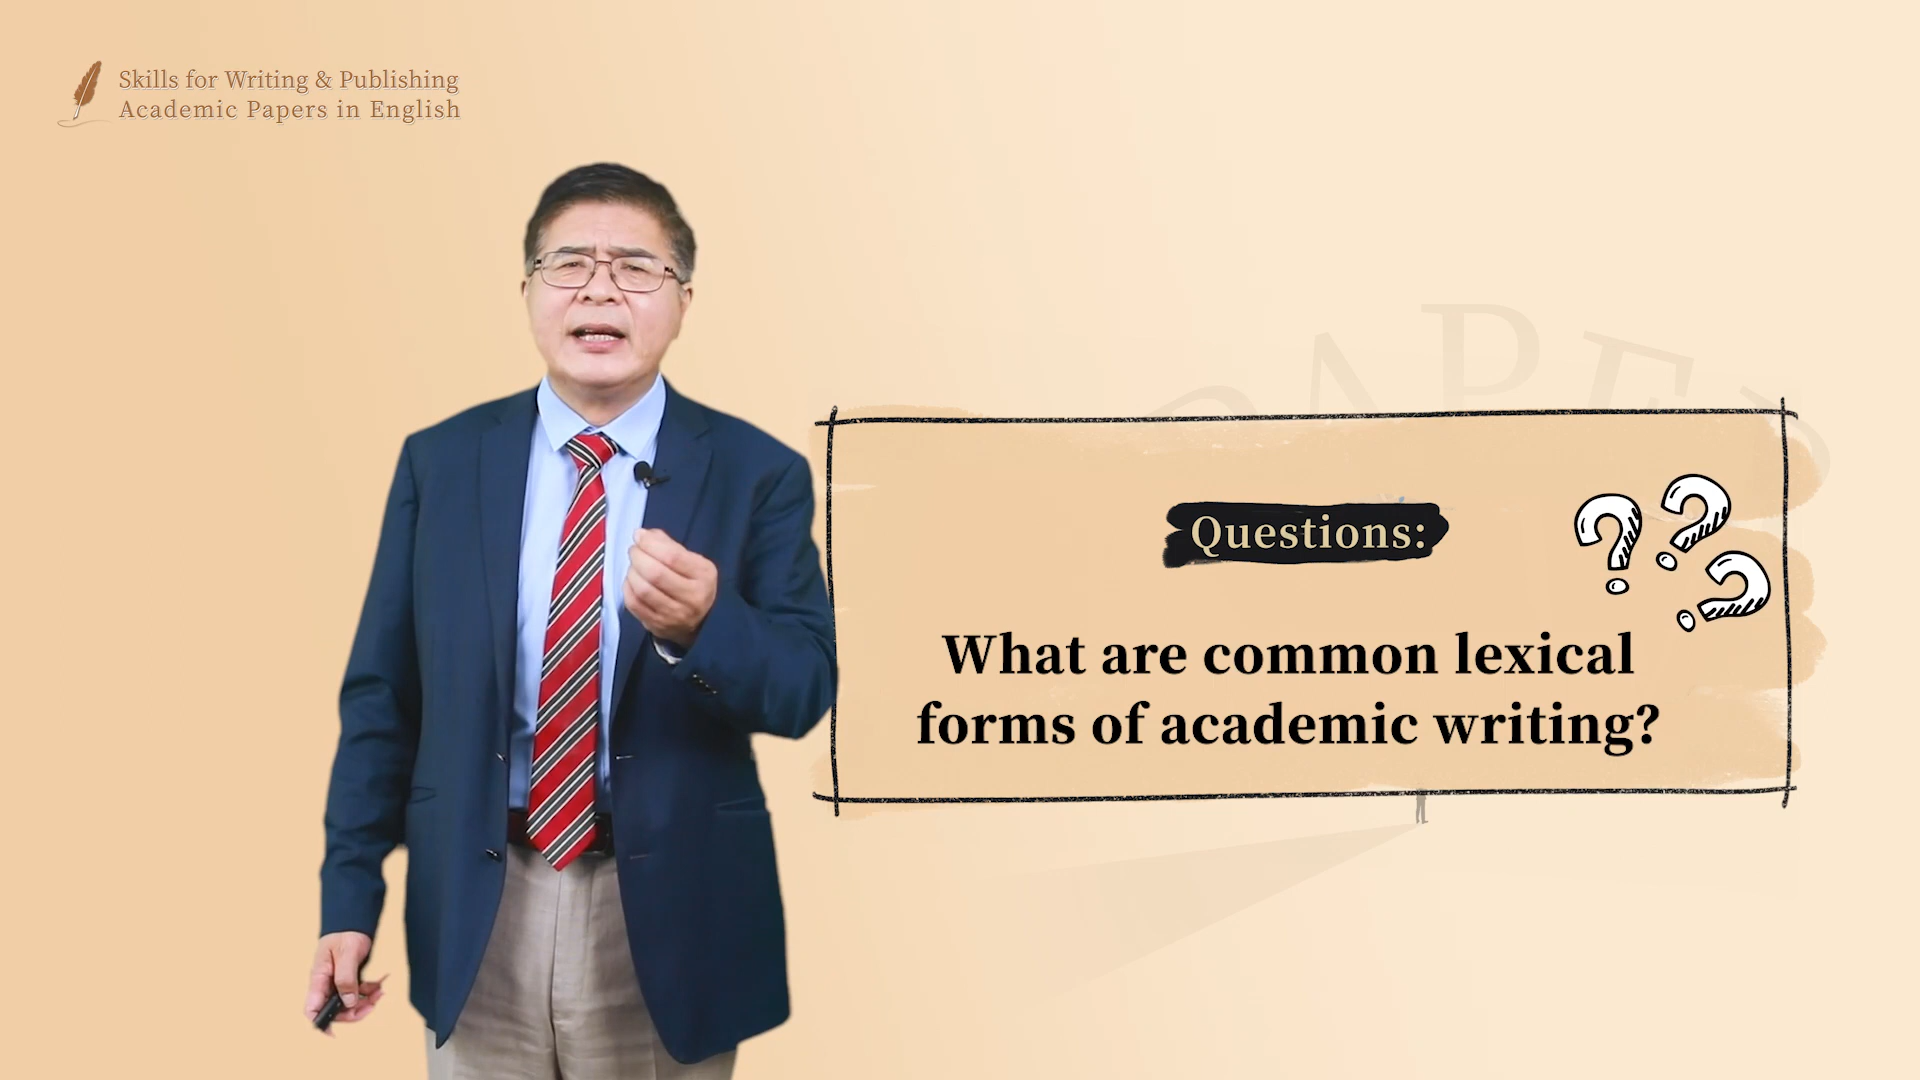 Skills for Writing & Publishing
Academic Papers in English
Questions:
What are common lexical
forms of academic writing?